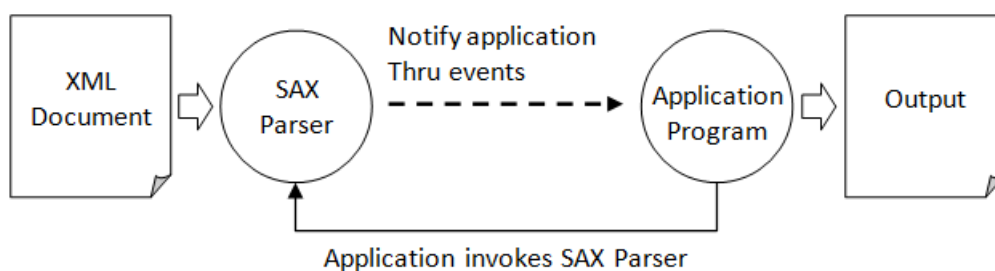 XML
Document
SAX
Parser
Notify application
Thru events
Application
Program
Output
Application invokes SAX Parser